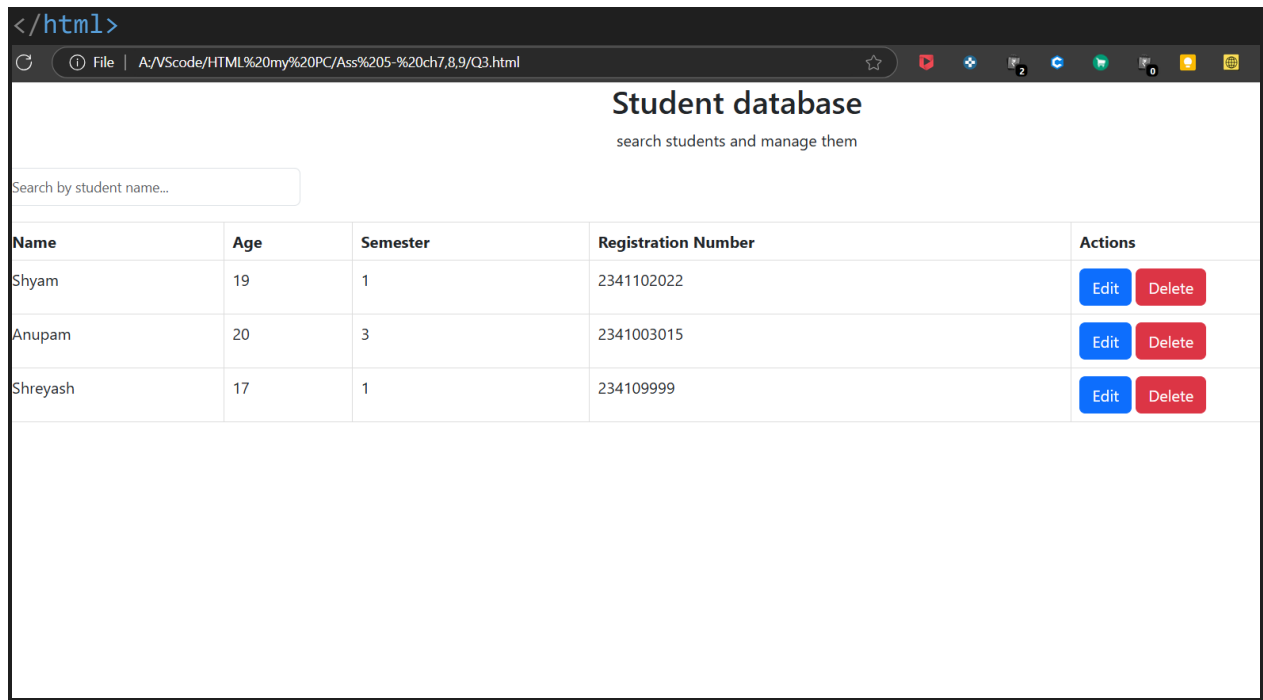 </html>
File | A:/VScode/HTML%20my%20PC/Ass%205-%20ch7,8,9/Q3.html 2 0
Student database
search students and manage them
Search by student name...
Name Age Semester Registration Number Actions
Shyam 19 1 2341102022 Edit Delete
Anupam 20 3 2341003015 Edit Delete
Shreyash 17 1 234109999 Edit Delete